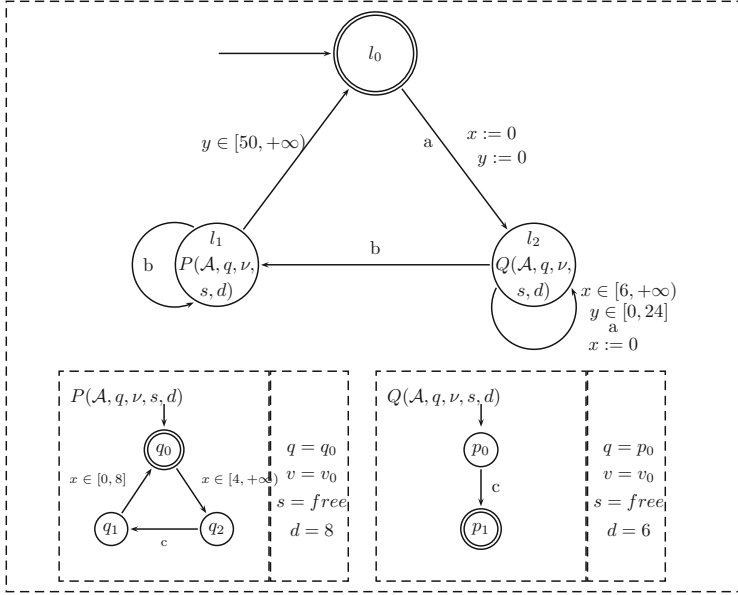 l₀
y ∈ [50, +∞)
a
x := 0
y := 0
l₁
P(𝒜, q, ν,
s, d)
b
b
l₂
Q(𝒜, q, ν,
s, d)
x ∈ [6, +∞)
y ∈ [0, 24]
a
x := 0
P(𝒜, q, ν, s, d)
q₀
x ∈ [0, 8]
x ∈ [4, +∞)
q₁
c
q₂
q = q₀
v = v₀
s = free
d = 8
Q(𝒜, q, ν, s, d)
p₀
c
p₁
q = p₀
v = v₀
s = free
d = 6